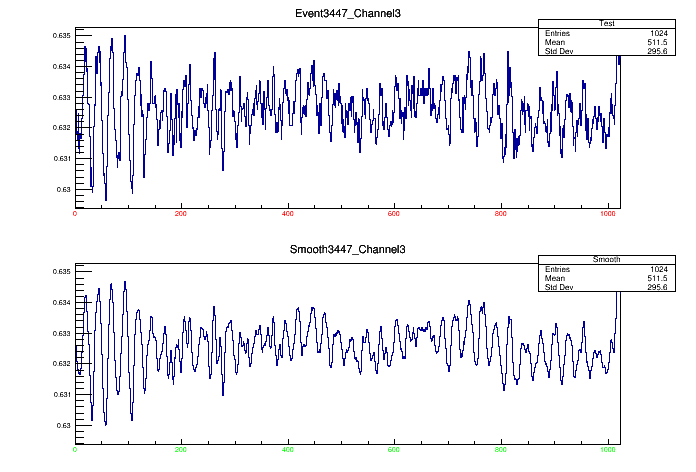 Event3447_Channel3
Test
Entries 1024
Mean 511.5
Std Dev 295.6
0.635
0.634
0.633
0.632
0.631
0.63
0 200 400 600 800 1000
Smooth3447_Channel3
Smooth
Entries 1024
Mean 511.5
Std Dev 295.6
0.635
0.634
0.633
0.632
0.631
0.63
0 200 400 600 800 1000